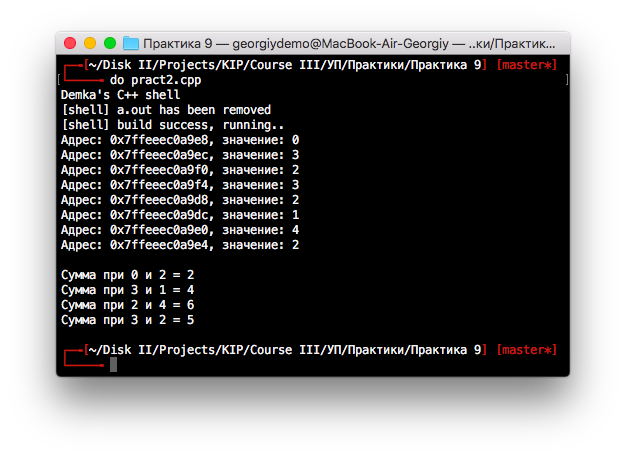 Практика 9 — georgiydemo@MacBook-Air-Georgiy — ..ки/Практик...
[~/Disk II/Projects/KIP/Course III/УП/Практики/Практика 9] [master*]
do pract2.cpp
Demka's C++ shell
[shell] a.out has been removed
[shell] build success, running..
Адрес: 0x7ffeeec0a9e8, значение: 0
Адрес: 0x7ffeeec0a9ec, значение: 3
Адрес: 0x7ffeeec0a9f0, значение: 2
Адрес: 0x7ffeeec0a9f4, значение: 3
Адрес: 0x7ffeeec0a9d8, значение: 2
Адрес: 0x7ffeeec0a9dc, значение: 1
Адрес: 0x7ffeeec0a9e0, значение: 4
Адрес: 0x7ffeeec0a9e4, значение: 2
Сумма при 0 и 2 = 2
Сумма при 3 и 1 = 4
Сумма при 2 и 4 = 6
Сумма при 3 и 2 = 5
[~/Disk II/Projects/KIP/Course III/УП/Практики/Практика 9] [master*]